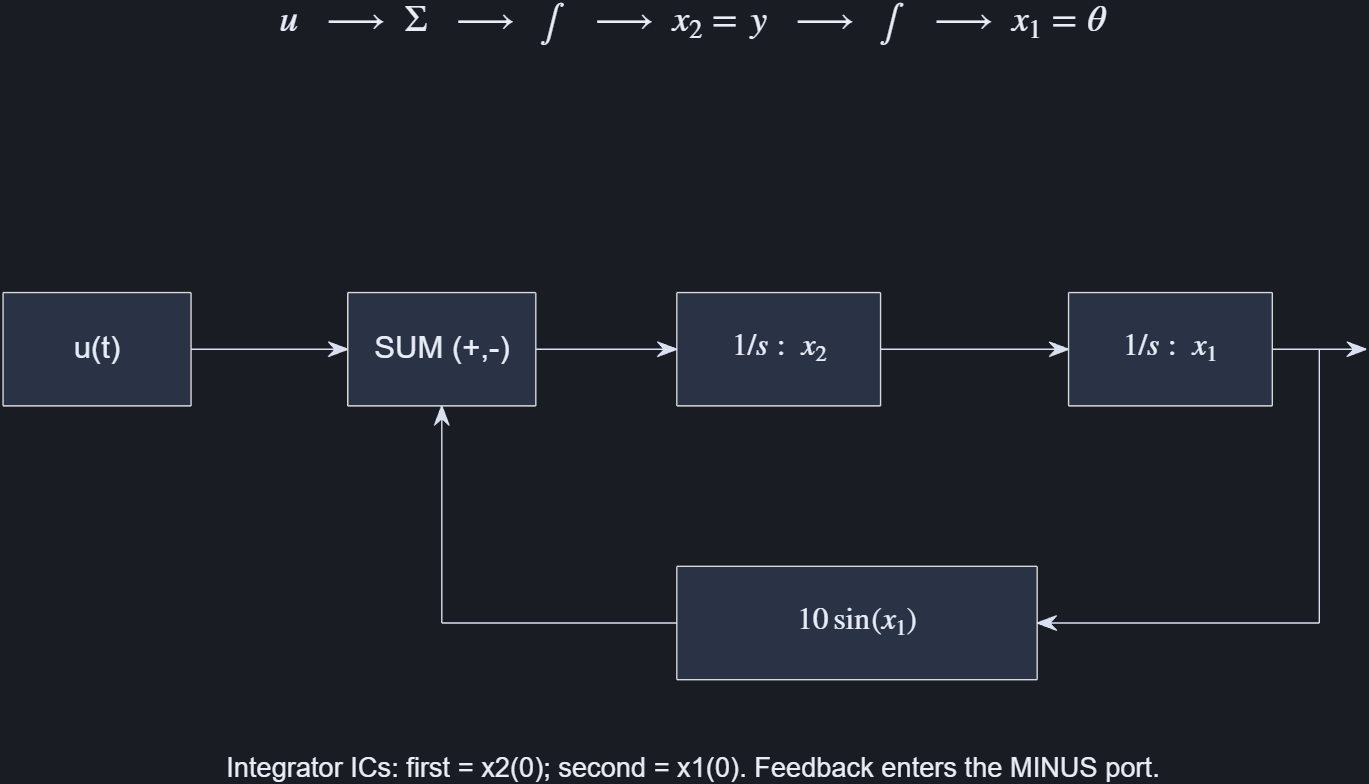 u ⟶ Σ ⟶ ∫ ⟶ x₂ = y ⟶ ∫ ⟶ x₁ = θ
u(t)
SUM (+,-)
1/s : x₂
1/s : x₁
10 sin(x₁)
Integrator ICs: first = x2(0); second = x1(0). Feedback enters the MINUS port.